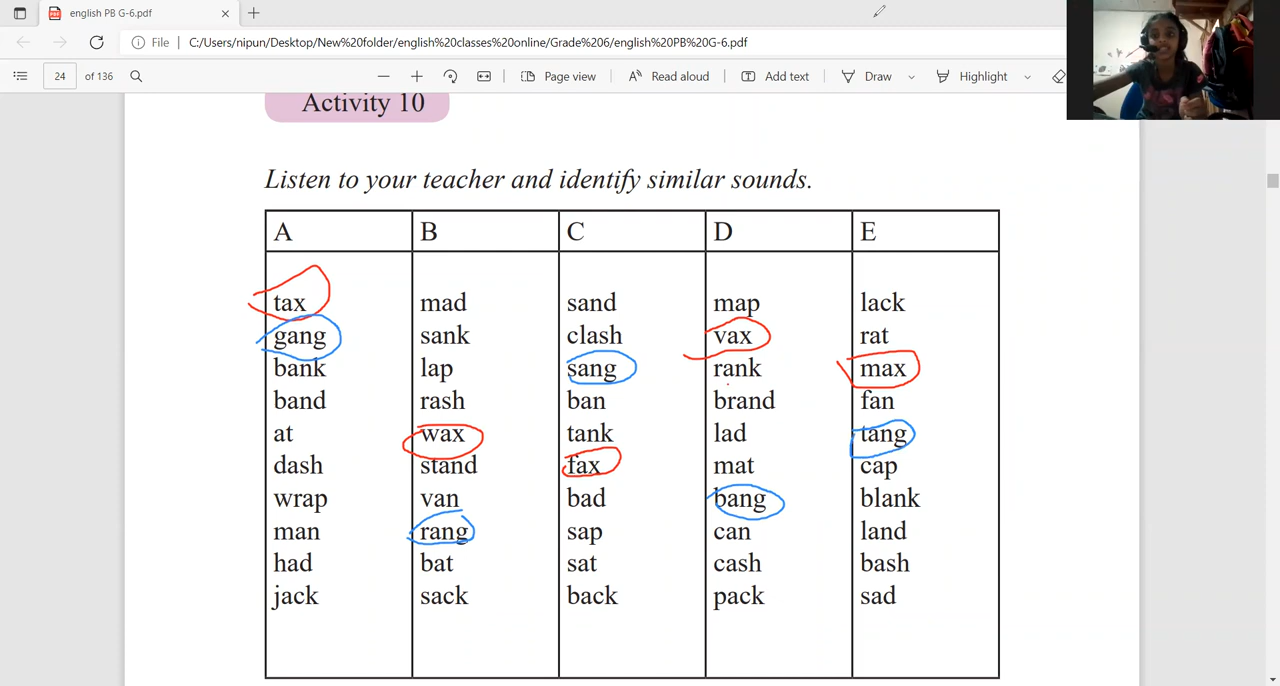 english PB G-6.pdf
File C:/Users/nipun/Desktop/New%20folder/english%20classes%20online/Grade%206/english%20PB%20G-6.pdf
24 of 136 Page view Read aloud Add text Draw Highlight
Activity 10
Listen to your teacher and identify similar sounds.
A B C D E
tax mad sand map lack
gang sank clash vax rat
bank lap sang rank max
band rash ban brand fan
at wax tank lad tang
dash stand fax mat cap
wrap van bad bang blank
man rang sap can land
had bat sat cash bash
jack sack back pack sad